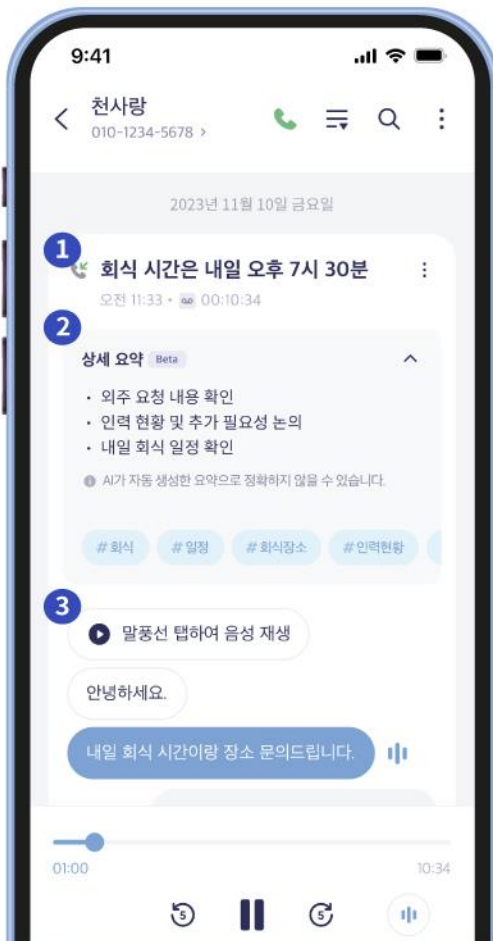 9:41
천사랑
010-1234-5678 >
2023년 11월 10일 금요일
1
회식 시간은 내일 오후 7시 30분
오전 11:33 • 00:10:34
2
상세 요약 Beta
• 외주 요청 내용 확인
• 인력 현황 및 추가 필요성 논의
• 내일 회식 일정 확인
AI가 자동 생성한 요약으로 정확하지 않을 수 있습니다.
#회식 #일정 #회식장소 #인력현황
3
말풍선 탭하여 음성 재생
안녕하세요.
내일 회식 시간이랑 장소 문의드립니다.
01:00 10:34
5 5